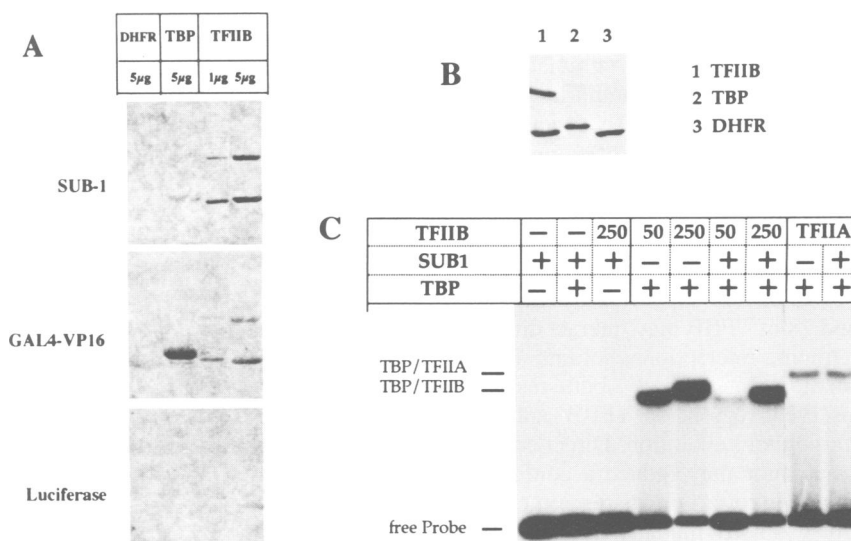 A
DHFR TBP TFIIB
5µg 5µg 1µg 5µg
SUB-1
GAL4-VP16
Luciferase
B
1 2 3
1 TFIIB
2 TBP
3 DHFR
C
TFIIB — — 250 50 250 50 250 TFIIA
SUB1 + + + — — + + — +
TBP — + — + + + + + +
TBP/TFIIA —
TBP/TFIIB —
free Probe —